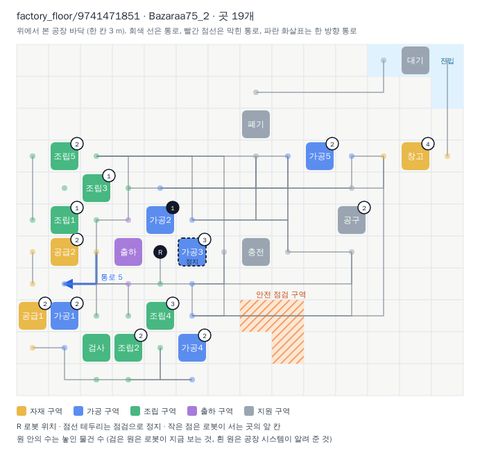 factory_floor/9741471851 · Bazaraa75_2 · 곳 19개
위에서 본 공장 바닥 (한 칸 3 m). 회색 선은 통로, 빨간 점선은 막힌 통로, 파란 화살표는 한 방향 통로
대기
진입
폐기
2
조립5
2
가공5
4
창고
1
조립3
1
조립1
1
가공2
2
공구
2
공급2
출하
R
3
가공3
정지
충전
통로 5
안전 점검 구역
2
공급1
2
가공1
3
조립4
검사
2
조립2
2
가공4
자재 구역
가공 구역
조립 구역
출하 구역
지원 구역
R 로봇 위치 · 점선 테두리는 점검으로 정지 · 작은 점은 로봇이 서는 곳의 앞 칸
원 안의 수는 놓인 물건 수 (검은 원은 로봇이 지금 보는 것, 흰 원은 공장 시스템이 알려 준 것)